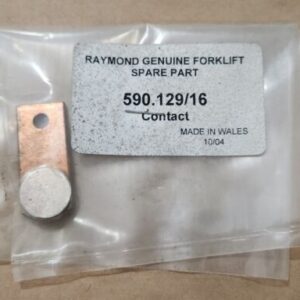 RAYMOND GENUINE FORKLIFT
SPARE PART
590.129/16
Contact
MADE IN WALES
10/04